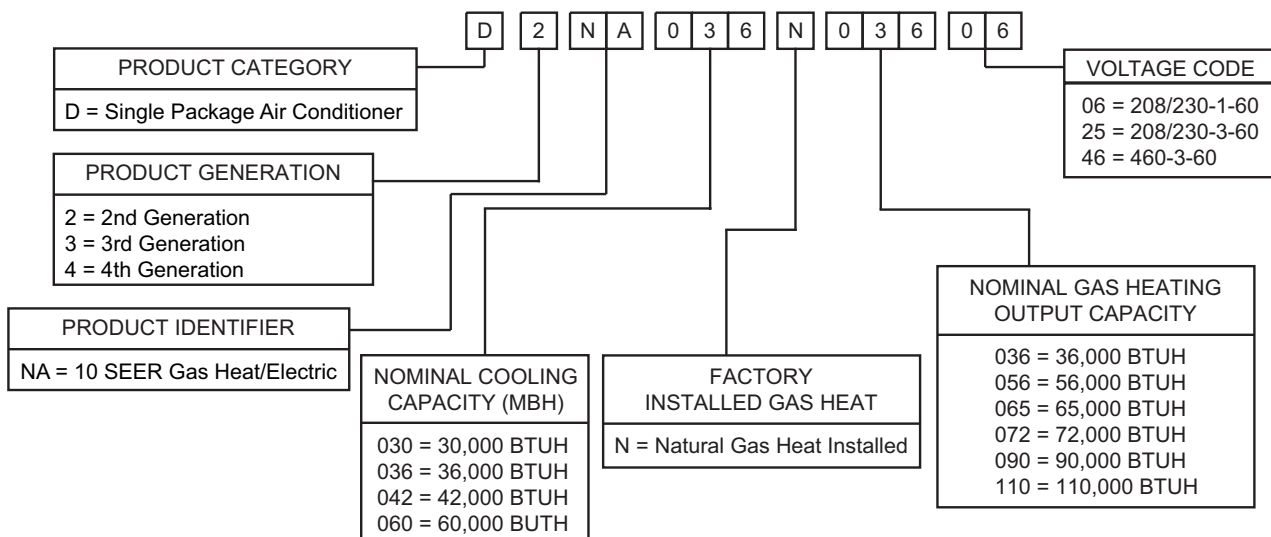 D 2 N A 0 3 6 N 0 3 6 0 6
PRODUCT CATEGORY
D = Single Package Air Conditioner
PRODUCT GENERATION
2 = 2nd Generation
3 = 3rd Generation
4 = 4th Generation
PRODUCT IDENTIFIER
NA = 10 SEER Gas Heat/Electric
NOMINAL COOLING
CAPACITY (MBH)
030 = 30,000 BTUH
036 = 36,000 BTUH
042 = 42,000 BTUH
060 = 60,000 BUTH
FACTORY
INSTALLED GAS HEAT
N = Natural Gas Heat Installed
NOMINAL GAS HEATING
OUTPUT CAPACITY
036 = 36,000 BTUH
056 = 56,000 BTUH
065 = 65,000 BTUH
072 = 72,000 BTUH
090 = 90,000 BTUH
110 = 110,000 BTUH
VOLTAGE CODE
06 = 208/230-1-60
25 = 208/230-3-60
46 = 460-3-60